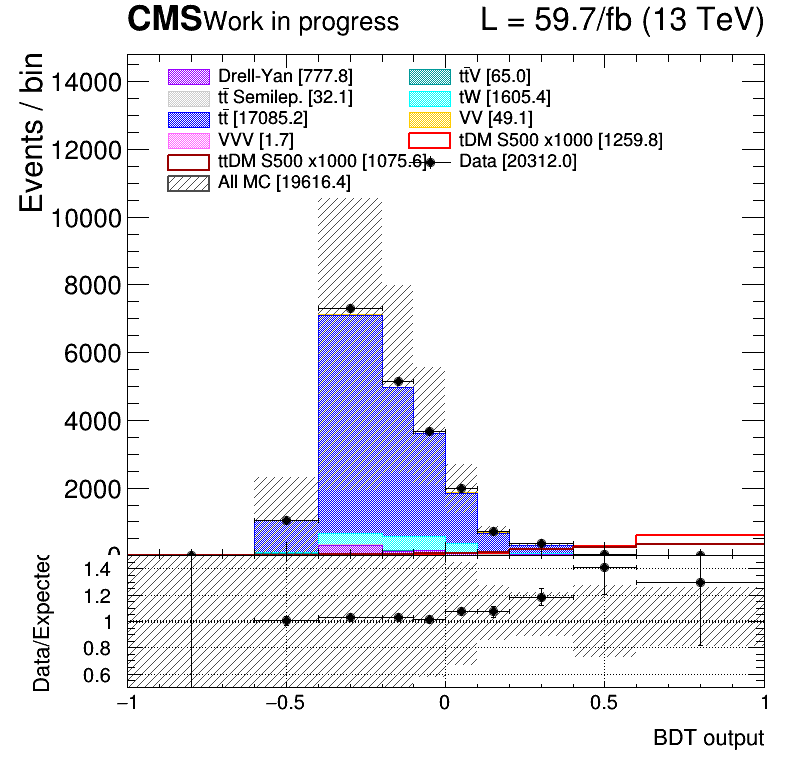 CMS Work in progress L = 59.7/fb (13 TeV)
Events / bin
14000
12000
10000
8000
6000
4000
2000
0
Drell-Yan [777.8] tt̄V [65.0]
tt̄ Semilep. [32.1] tW [1605.4]
tt̄ [17085.2] VV [49.1]
VVV [1.7] tDM S500 x1000 [1259.8]
ttDM S500 x1000 [1075.6] Data [20312.0]
All MC [19616.4]
Data/Expected
1.4
1.2
1
0.8
0.6
−1 −0.5 0 0.5 1
BDT output